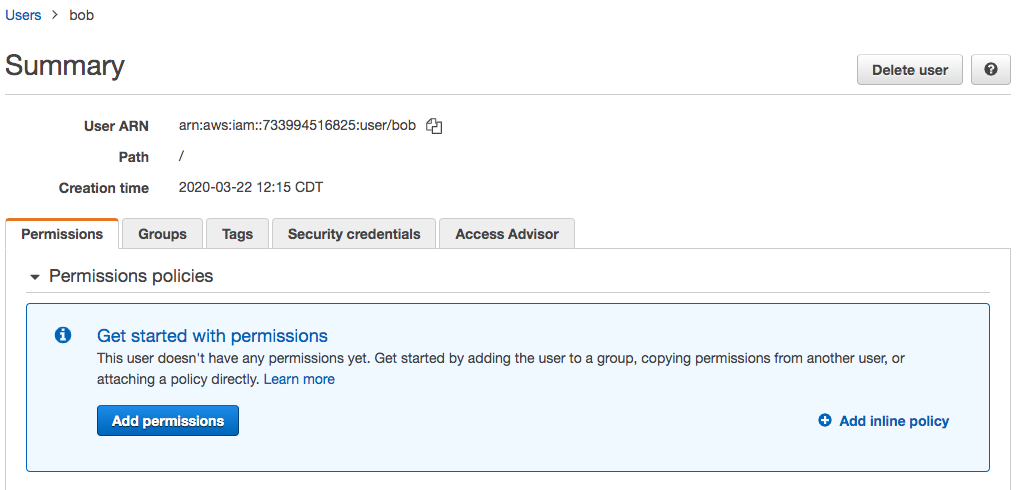 Users > bob
Summary
Delete user
?
User ARN arn:aws:iam::733994516825:user/bob
Path /
Creation time 2020-03-22 12:15 CDT
Permissions Groups Tags Security credentials Access Advisor
Permissions policies
Get started with permissions
This user doesn't have any permissions yet. Get started by adding the user to a group, copying permissions from another user, or
attaching a policy directly. Learn more
Add permissions
Add inline policy